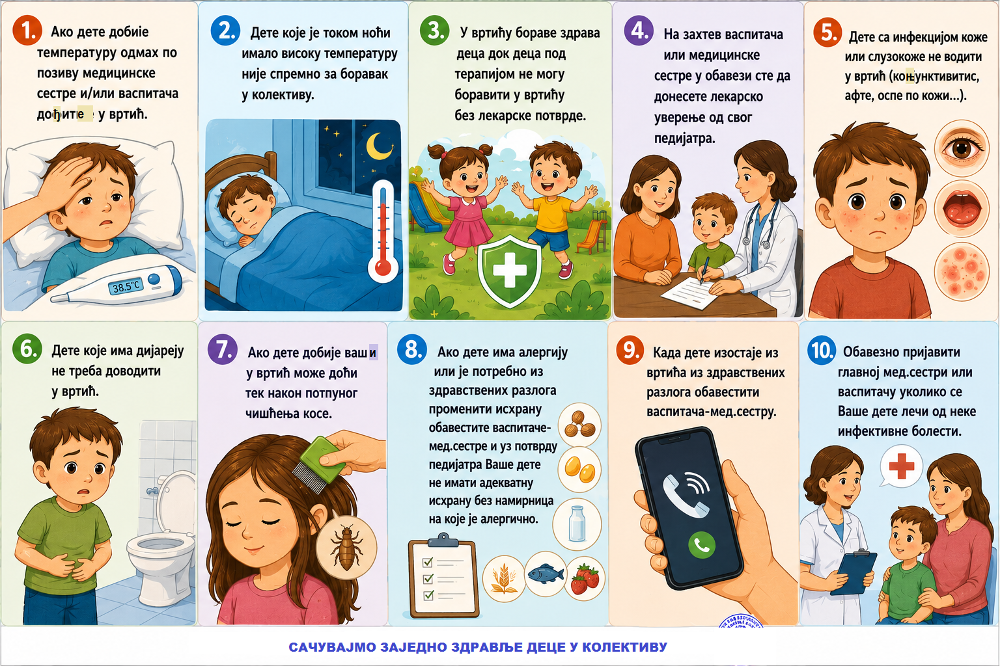 1.
Ако дете добије
температуру одмах по
позиву медицинске
сестре и/или васпитача
дођите у вртић.
38.5°C
2.
Дете које је током ноћи
имало високу температуру
није спремно за боравак
у колективу.
3.
У вртићу бораве здрава
деца док деца под
терапијом не могу
боравити у вртићу
без лекарске потврде.
4.
На захтев васпитача
или медицинске
сестре у обавези сте да
донесете лекарско
уверење од свог
педијатра.
5.
Дете са инфекцијом коже
или слузокоже не водити
у вртић (коњунктивитис,
афте, оспе по кожи...).
6.
Дете које има дијареју
не треба доводити
у вртић.
7.
Ако дете добије ваши
у вртић може доћи
тек након потпуног
чишћења косе.
8.
Ако дете има алергију
или је потребно из
здравствених разлога
променити исхрану
обавестите васпитаче-
мед.сестре и уз потврду
педијатра Ваше дете
не имати адекватну
исхрану без намирница
на које је алергично.
9.
Када дете изостаје из
вртића из здравствених
разлога обавестити
васпитача-мед.сестру.
10.
Обавезно пријавити
главној мед.сестри или
васпитачу уколико се
Ваше дете лечи од неке
инфективне болести.
САЧУВАЈМО ЗАЈЕДНО ЗДРАВЉЕ ДЕЦЕ У КОЛЕКТИВУ